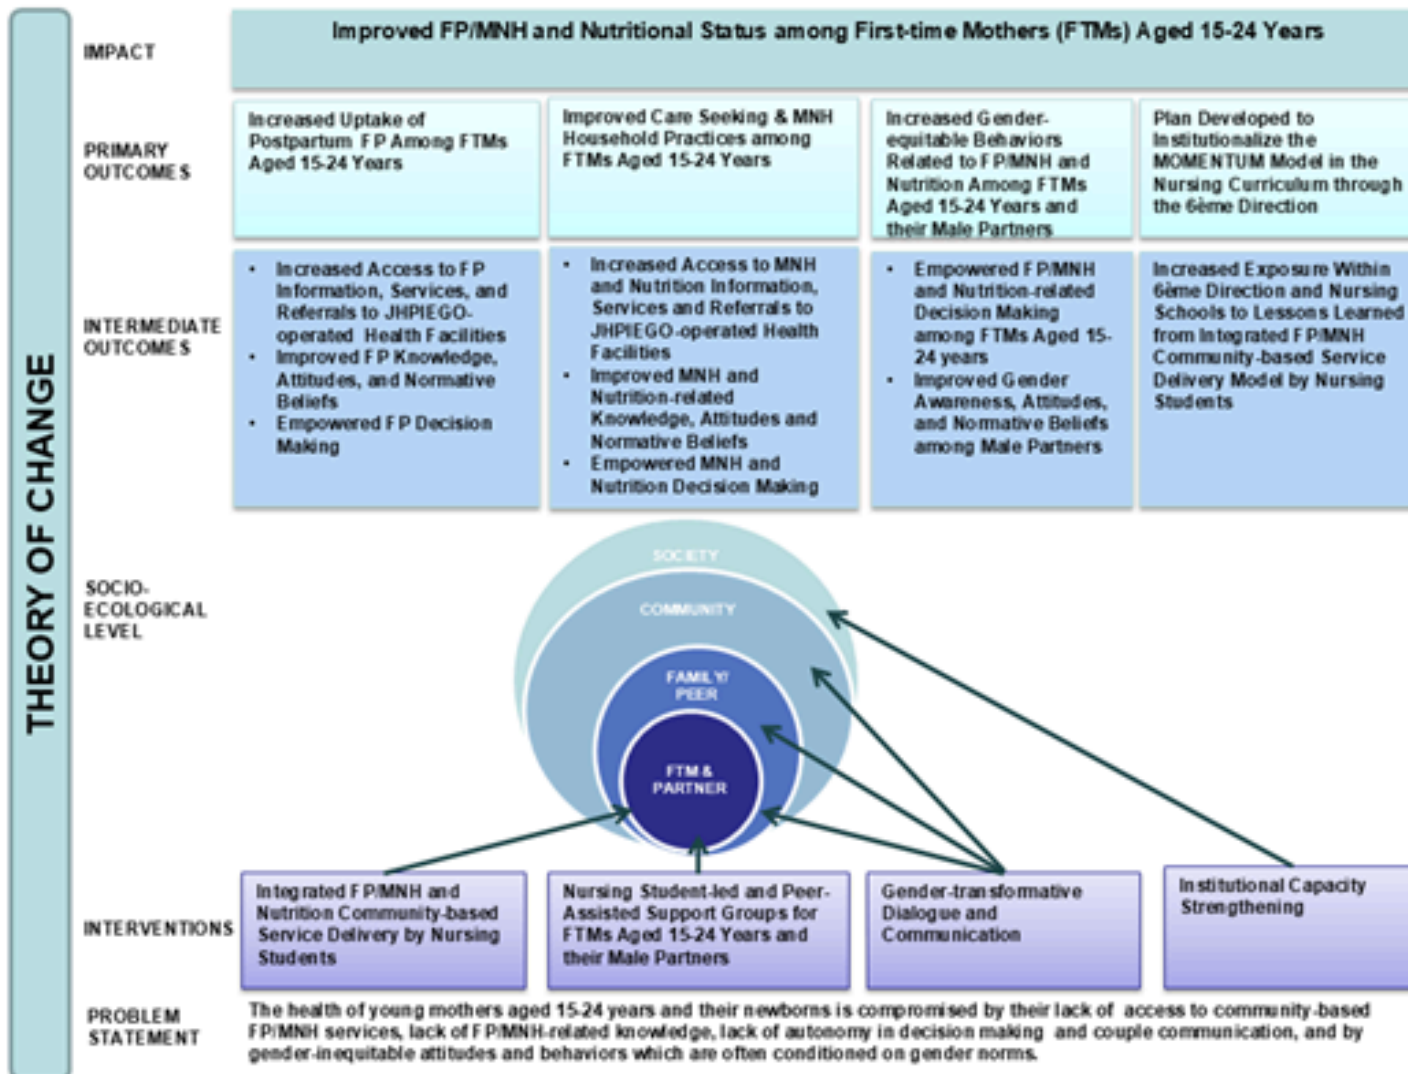 THEORY OF CHANGE
IMPACT
Improved FP/MNH and Nutritional Status among First-time Mothers (FTMs) Aged 15-24 Years
PRIMARY
OUTCOMES
Increased Uptake of
Postpartum FP Among FTMs
Aged 15-24 Years
Improved Care Seeking & MNH
Household Practices among
FTMs Aged 15-24 Years
Increased Gender-
equitable Behaviors
Related to FP/MNH and
Nutrition Among FTMs
Aged 15-24 Years and
their Male Partners
Plan Developed to
Institutionalize the
MOMENTUM Model in the
Nursing Curriculum through
the 6ème Direction
INTERMEDIATE
OUTCOMES
• Increased Access to FP
Information, Services, and
Referrals to JHPIEGO-
operated Health Facilities
• Improved FP Knowledge,
Attitudes, and Normative
Beliefs
• Empowered FP Decision
Making
• Increased Access to MNH
and Nutrition Information,
Services and Referrals to
JHPIEGO-operated Health
Facilities
• Improved MNH and
Nutrition-related
Knowledge, Attitudes and
Normative Beliefs
• Empowered MNH and
Nutrition Decision Making
• Empowered FP/MNH
and Nutrition-related
Decision Making
among FTMs Aged 15-
24 years
• Improved Gender
Awareness, Attitudes,
and Normative Beliefs
among Male Partners
Increased Exposure Within
6ème Direction and Nursing
Schools to Lessons Learned
from Integrated FP/MNH
Community-based Service
Delivery Model by Nursing
Students
SOCIO-
ECOLOGICAL
LEVEL
SOCIETY
COMMUNITY
FAMILY/
PEER
FTM &
PARTNER
INTERVENTIONS
Integrated FP/MNH and
Nutrition Community-based
Service Delivery by Nursing
Students
Nursing Student-led and Peer-
Assisted Support Groups for
FTMs Aged 15-24 Years and
their Male Partners
Gender-transformative
Dialogue and
Communication
Institutional Capacity
Strengthening
PROBLEM
STATEMENT
The health of young mothers aged 15-24 years and their newborns is compromised by their lack of access to community-based
FP/MNH services, lack of FP/MNH-related knowledge, lack of autonomy in decision making and couple communication, and by
gender-inequitable attitudes and behaviors which are often conditioned on gender norms.